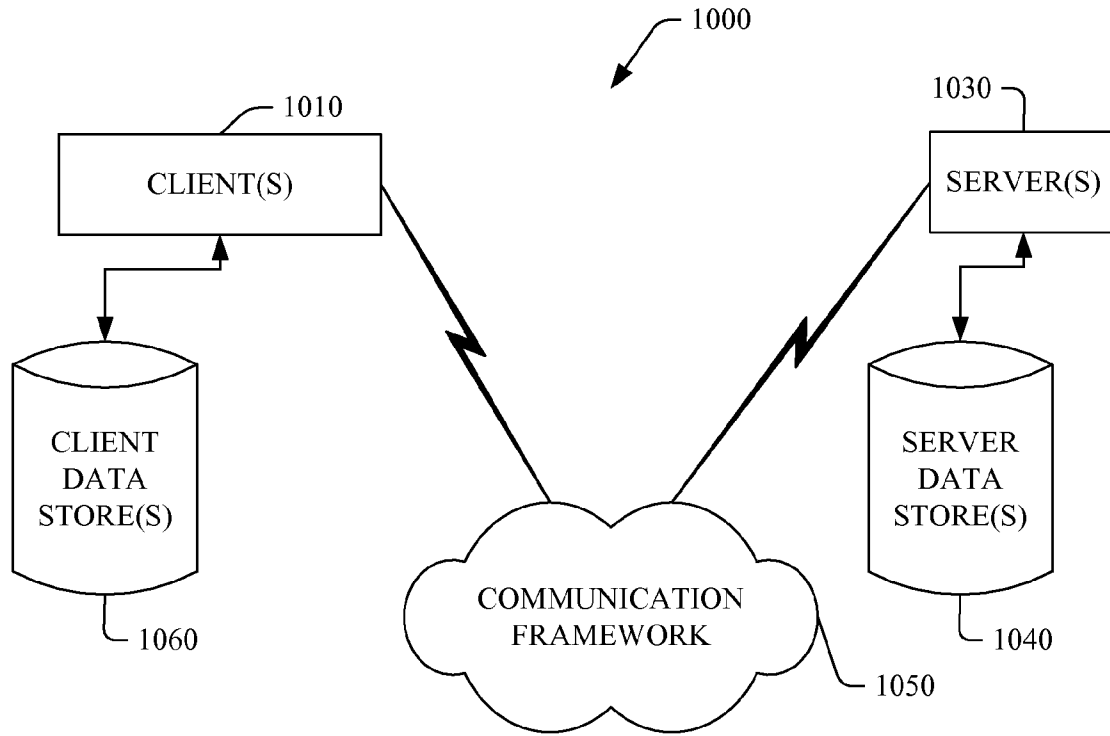 1000
1010
1030
CLIENT(S)
SERVER(S)
CLIENT
DATA
STORE(S)
SERVER
DATA
STORE(S)
COMMUNICATION
FRAMEWORK
1060
1040
1050